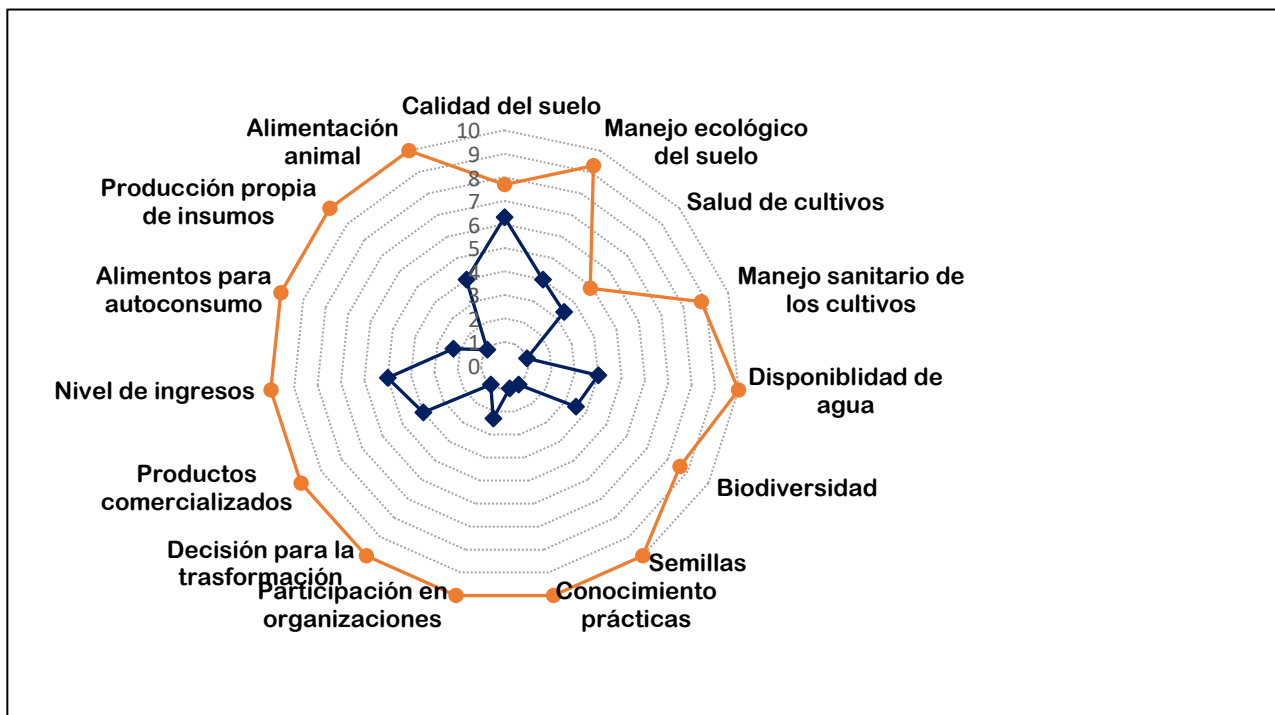 Calidad del suelo
Manejo ecológico
del suelo
Salud de cultivos
Manejo sanitario de
los cultivos
Disponiblidad de
agua
Biodiversidad
Semillas
Conocimiento
prácticas
Participación en
organizaciones
Decisión para la
trasformación
Productos
comercializados
Nivel de ingresos
Alimentos para
autoconsumo
Producción propia
de insumos
Alimentación
animal
10
9
8
7
6
5
4
3
2
1
0